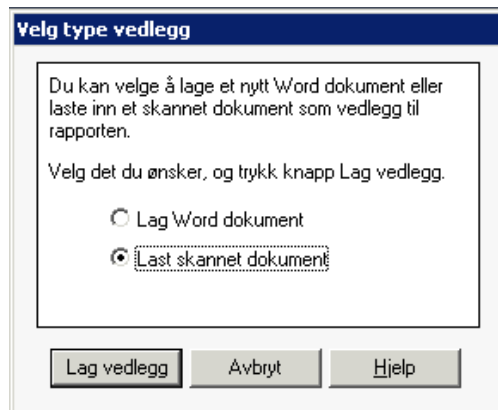 Velg type vedlegg
Du kan velge å lage et nytt Word dokument eller
laste inn et skannet dokument som vedlegg til
rapporten.
Velg det du ønsker, og trykk knapp Lag vedlegg.
Lag Word dokument
Last skannet dokument
Lag vedlegg Avbryt Hjelp